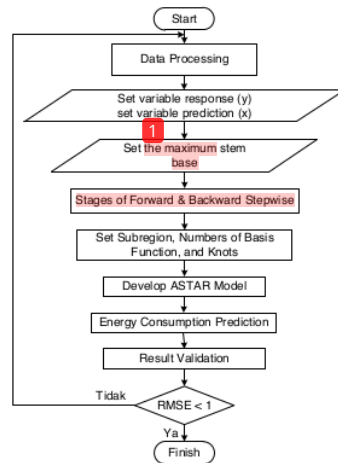 Start
Data Processing
Set variable response (y)
set variable prediction (x)
1
Set the maximum stem
base
Stages of Forward & Backward Stepwise
Set Subregion, Numbers of Basis
Function, and Knots
Develop ASTAR Model
Energy Consumption Prediction
Result Validation
Tidak
RMSE < 1
Ya
Finish